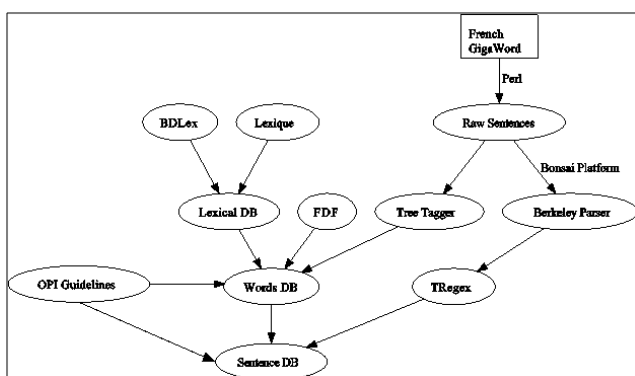 French
GigaWord
Perl
BDLex
Lexique
Raw Sentences
Bonsai Platform
Lexical DB
FDF
Tree Tagger
Berkeley Parser
OPI Guidelines
Words DB
TRegex
Sentence DB